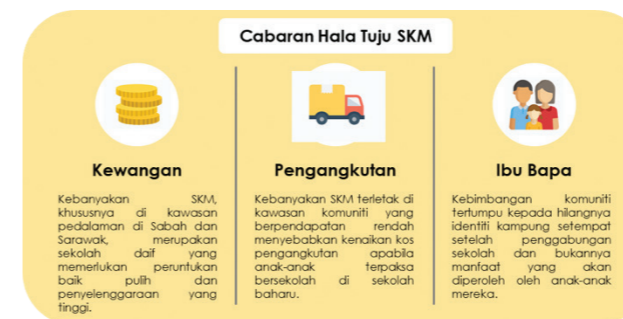 Cabaran Hala Tuju SKM
Kewangan
Kebanyakan SKM,
khususnya di kawasan
pedalaman di Sabah dan
Sarawak, merupakan
sekolah daif yang
memerlukan peruntukan
baik pulih dan
penyelenggaraan yang
tinggi.
Pengangkutan
Kebanyakan SKM terletak di
kawasan komuniti yang
berpendapatan rendah
menyebabkan kenaikan kos
pengangkutan apabila
anak-anak terpaksa
bersekolah di sekolah
baharu.
Ibu Bapa
Kebimbangan komuniti
tertumpu kepada hilangnya
identiti kampung setempat
setelah penggabungan
sekolah dan bukannya
manfaat yang akan
diperoleh oleh anak-anak
mereka.